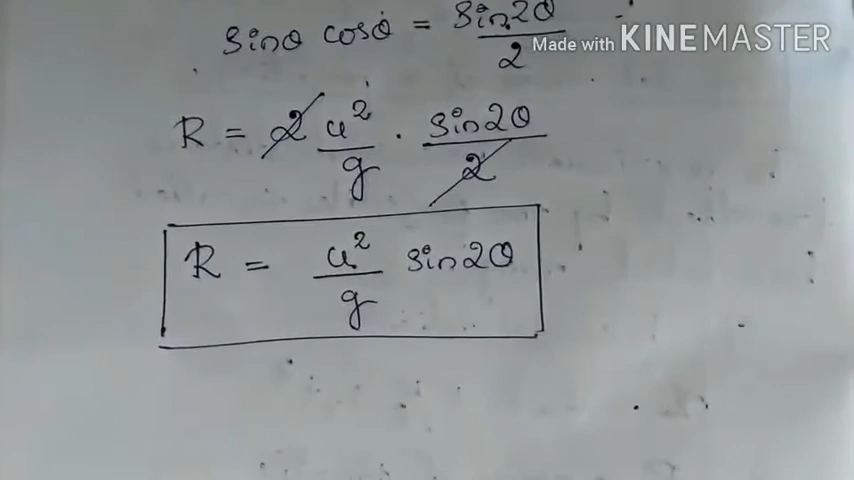 sinθ cosθ = sin2θ/2
Made with KINEMASTER
R = 2 u²/g · sin2θ/2
R = u²/g sin2θ